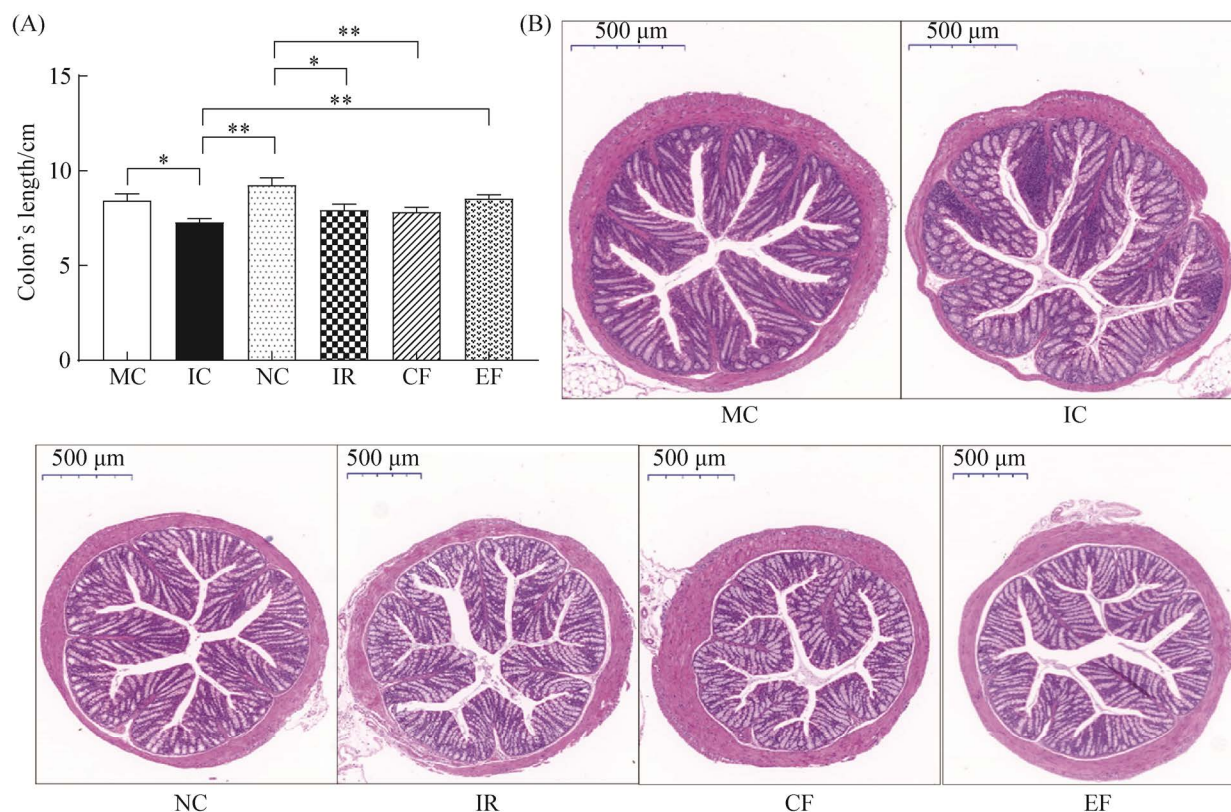 (A)
**
*
**
*
**
15
10
5
0
Colon's length/cm
MC IC NC IR CF EF
(B)
500 μm
500 μm
MC
IC
500 μm
500 μm
500 μm
500 μm
NC
IR
CF
EF